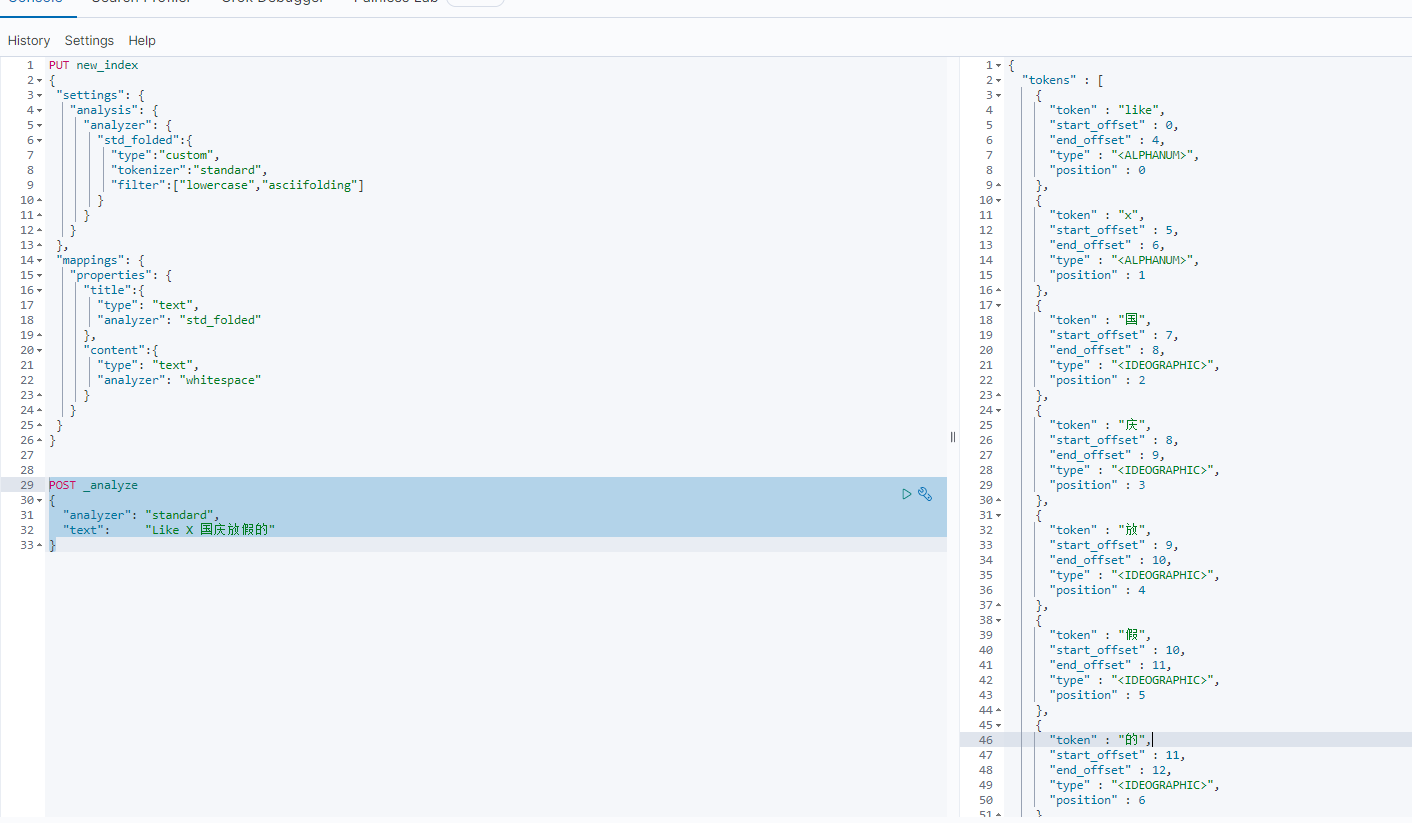 Console Search Profiler Grok Debugger Painless Lab
History Settings Help
1 PUT new_index
2 {
3 "settings": {
4 "analysis": {
5 "analyzer": {
6 "std_folded":{
7 "type":"custom",
8 "tokenizer":"standard",
9 "filter":["lowercase","asciifolding"]
10 }
11 }
12 }
13 },
14 "mappings": {
15 "properties": {
16 "title":{
17 "type": "text",
18 "analyzer": "std_folded"
19 },
20 "content":{
21 "type": "text",
22 "analyzer": "whitespace"
23 }
24 }
25 }
26 }
27
28
29 POST _analyze
30 {
31 "analyzer": "standard",
32 "text": "Like X 国庆放假的"
33 }
1 {
2 "tokens" : [
3 {
4 "token" : "like",
5 "start_offset" : 0,
6 "end_offset" : 4,
7 "type" : "<ALPHANUM>",
8 "position" : 0
9 },
10 {
11 "token" : "x",
12 "start_offset" : 5,
13 "end_offset" : 6,
14 "type" : "<ALPHANUM>",
15 "position" : 1
16 },
17 {
18 "token" : "国",
19 "start_offset" : 7,
20 "end_offset" : 8,
21 "type" : "<IDEOGRAPHIC>",
22 "position" : 2
23 },
24 {
25 "token" : "庆",
26 "start_offset" : 8,
27 "end_offset" : 9,
28 "type" : "<IDEOGRAPHIC>",
29 "position" : 3
30 },
31 {
32 "token" : "放",
33 "start_offset" : 9,
34 "end_offset" : 10,
35 "type" : "<IDEOGRAPHIC>",
36 "position" : 4
37 },
38 {
39 "token" : "假",
40 "start_offset" : 10,
41 "end_offset" : 11,
42 "type" : "<IDEOGRAPHIC>",
43 "position" : 5
44 },
45 {
46 "token" : "的",
47 "start_offset" : 11,
48 "end_offset" : 12,
49 "type" : "<IDEOGRAPHIC>",
50 "position" : 6
51 }